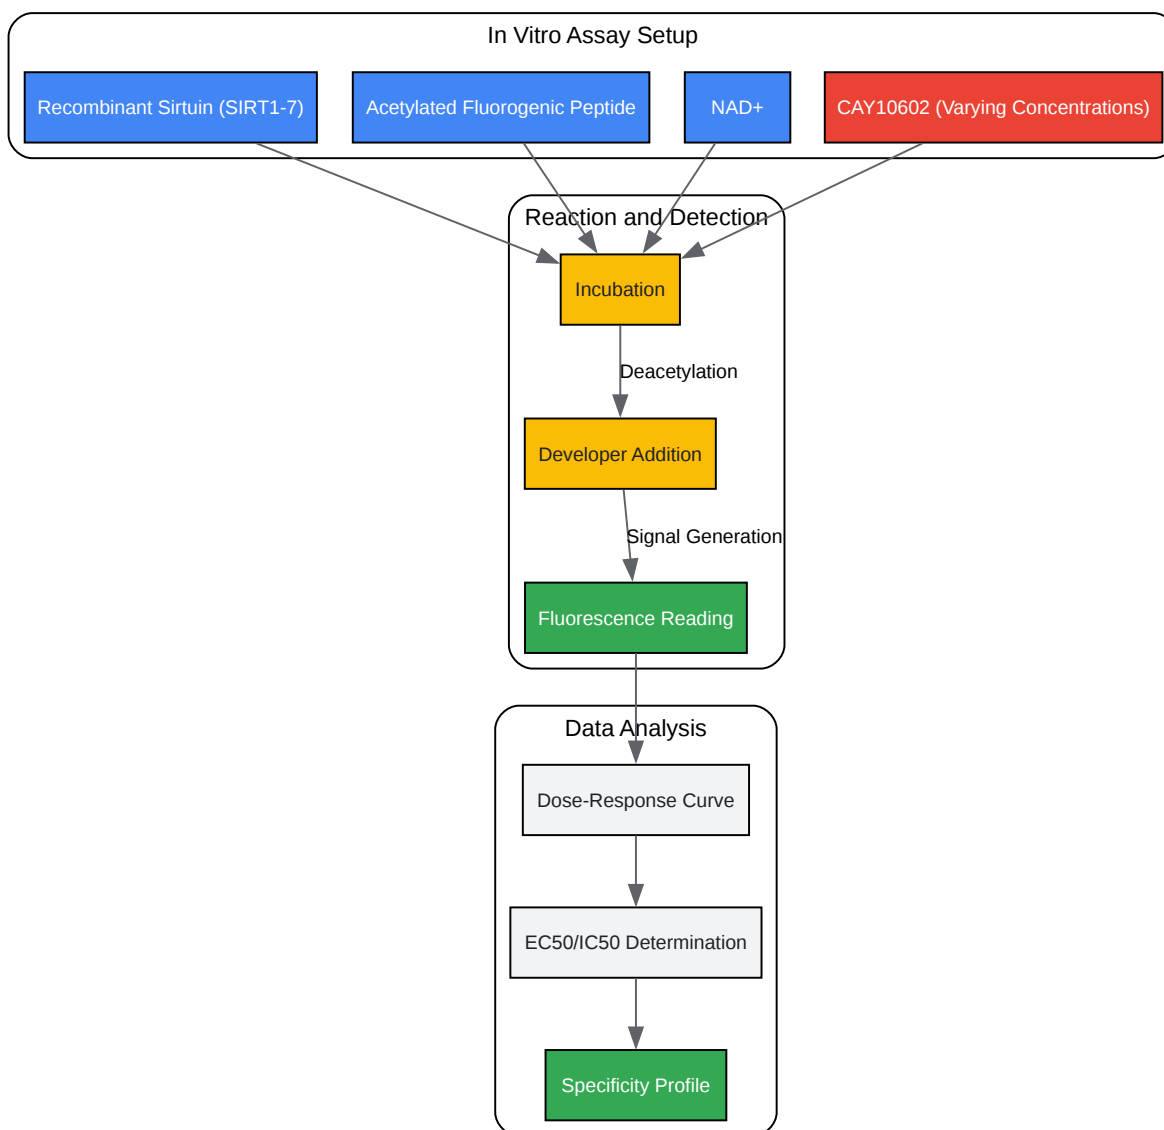 In Vitro Assay Setup
Recombinant Sirtuin (SIRT1-7)
Acetylated Fluorogenic Peptide
NAD+
CAY10602 (Varying Concentrations)
Reaction and Detection
Incubation
Deacetylation
Developer Addition
Signal Generation
Fluorescence Reading
Data Analysis
Dose-Response Curve
EC50/IC50 Determination
Specificity Profile